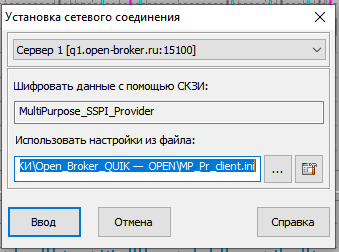 Установка сетевого соединения
Сервер 1 [q1.open-broker.ru:15100]
Шифровать данные с помощью СКЗИ:
MultiPurpose_SSPI_Provider
Использовать настройки из файла:
КИ\Open_Broker_QUIK — OPEN\MP_Pr_client.ini
...
Ввод
Отмена
Справка